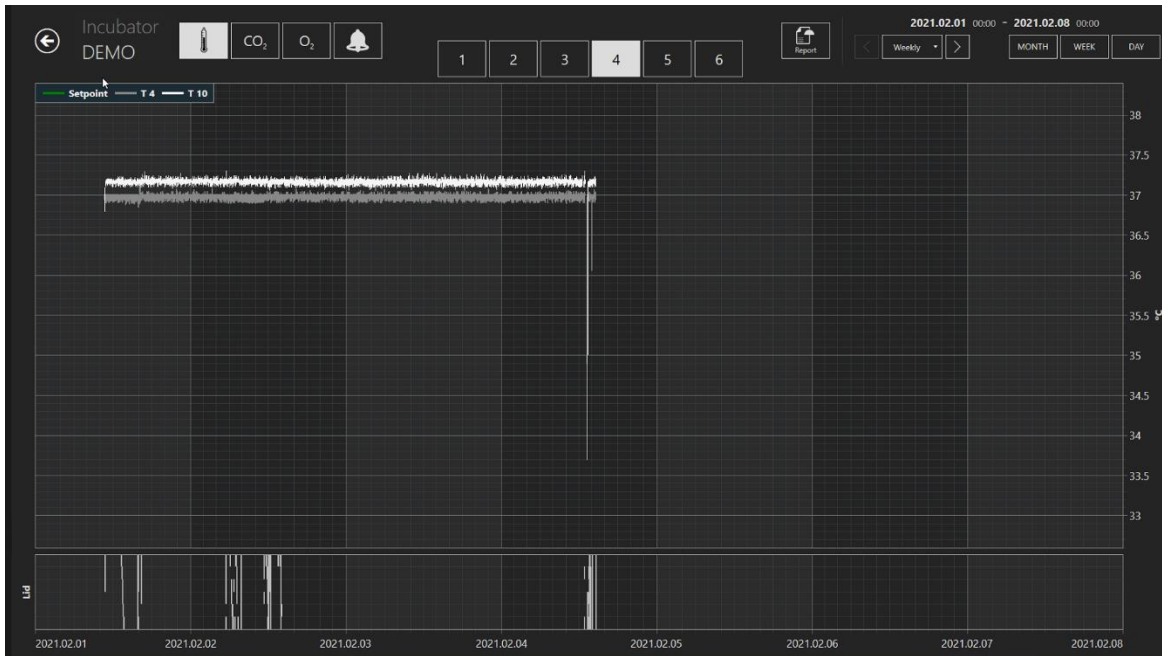 Incubator
DEMO
CO₂
O₂
1 2 3 4 5 6
Report
Weekly
2021.02.01 00:00 - 2021.02.08 00:00
MONTH WEEK DAY
Setpoint T 4 T 10
38
37.5
37
36.5
36
35.5
°C
35
34.5
34
33.5
33
Lid
2021.02.01 2021.02.02 2021.02.03 2021.02.04 2021.02.05 2021.02.06 2021.02.07 2021.02.08